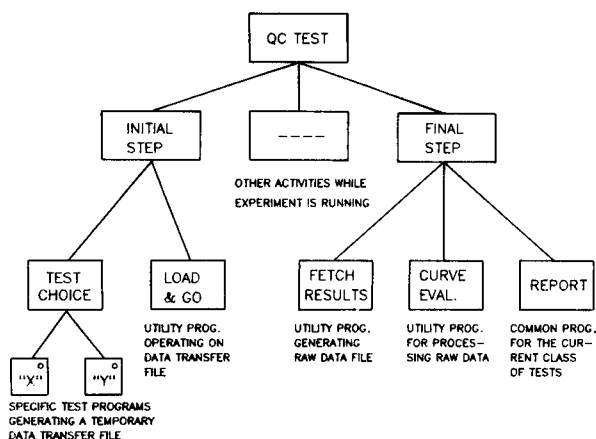 QC TEST
INITIAL
STEP
----
FINAL
STEP
OTHER ACTIVITIES WHILE
EXPERIMENT IS RUNNING
TEST
CHOICE
LOAD
& GO
FETCH
RESULTS
CURVE
EVAL.
REPORT
UTILITY PROG.
OPERATING ON
DATA TRANSFER
FILE
UTILITY PROG.
GENERATING
RAW DATA FILE
UTILITY PROG.
FOR PROCES-
SING RAW DATA
COMMON PROG.
FOR THE CUR-
RENT CLASS
OF TESTS
"X"
"Y"
SPECIFIC TEST PROGRAMS
GENERATING A TEMPORARY
DATA TRANSFER FILE